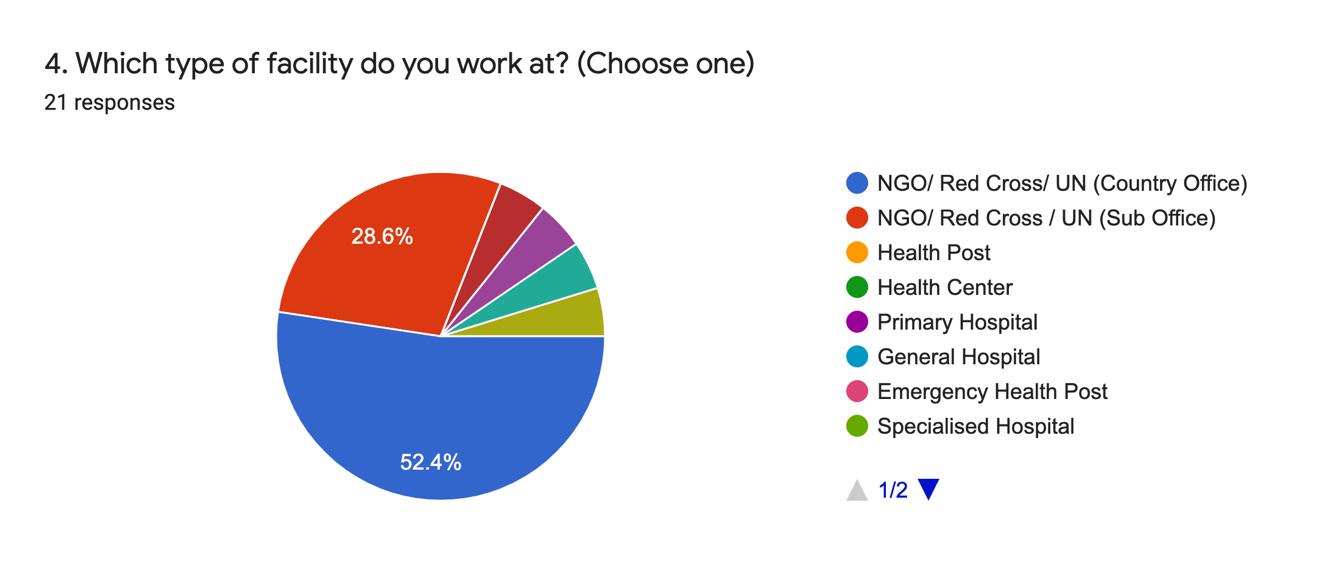 4. Which type of facility do you work at? (Choose one)
21 responses
28.6%
52.4%
NGO/ Red Cross/ UN (Country Office)
NGO/ Red Cross / UN (Sub Office)
Health Post
Health Center
Primary Hospital
General Hospital
Emergency Health Post
Specialised Hospital
1/2